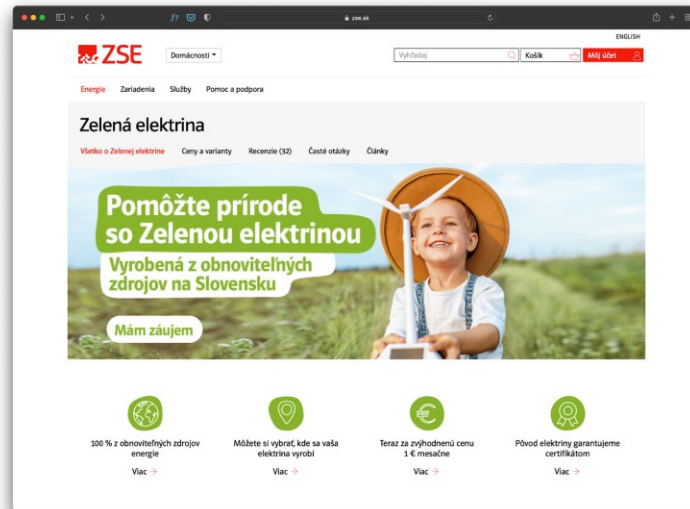 zse.sk
ENGLISH
ZSE
Domácnosti
Vyhľadaj
Košík
Môj účet
Energie Zariadenia Služby Pomoc a podpora
Zelená elektrina
Všetko o Zelenej elektrine Ceny a varianty Recenzie (32) Časté otázky Články
Pomôžte prírode
so Zelenou elektrinou
Vyrobená z obnoviteľných
zdrojov na Slovensku
Mám záujem
100 % z obnoviteľných zdrojov
energie
Viac →
Môžete si vybrať, kde sa vaša
elektrina vyrobí
Viac →
Teraz za zvýhodnenú cenu
1 € mesačne
Viac →
Pôvod elektriny garantujeme
certifikátom
Viac →